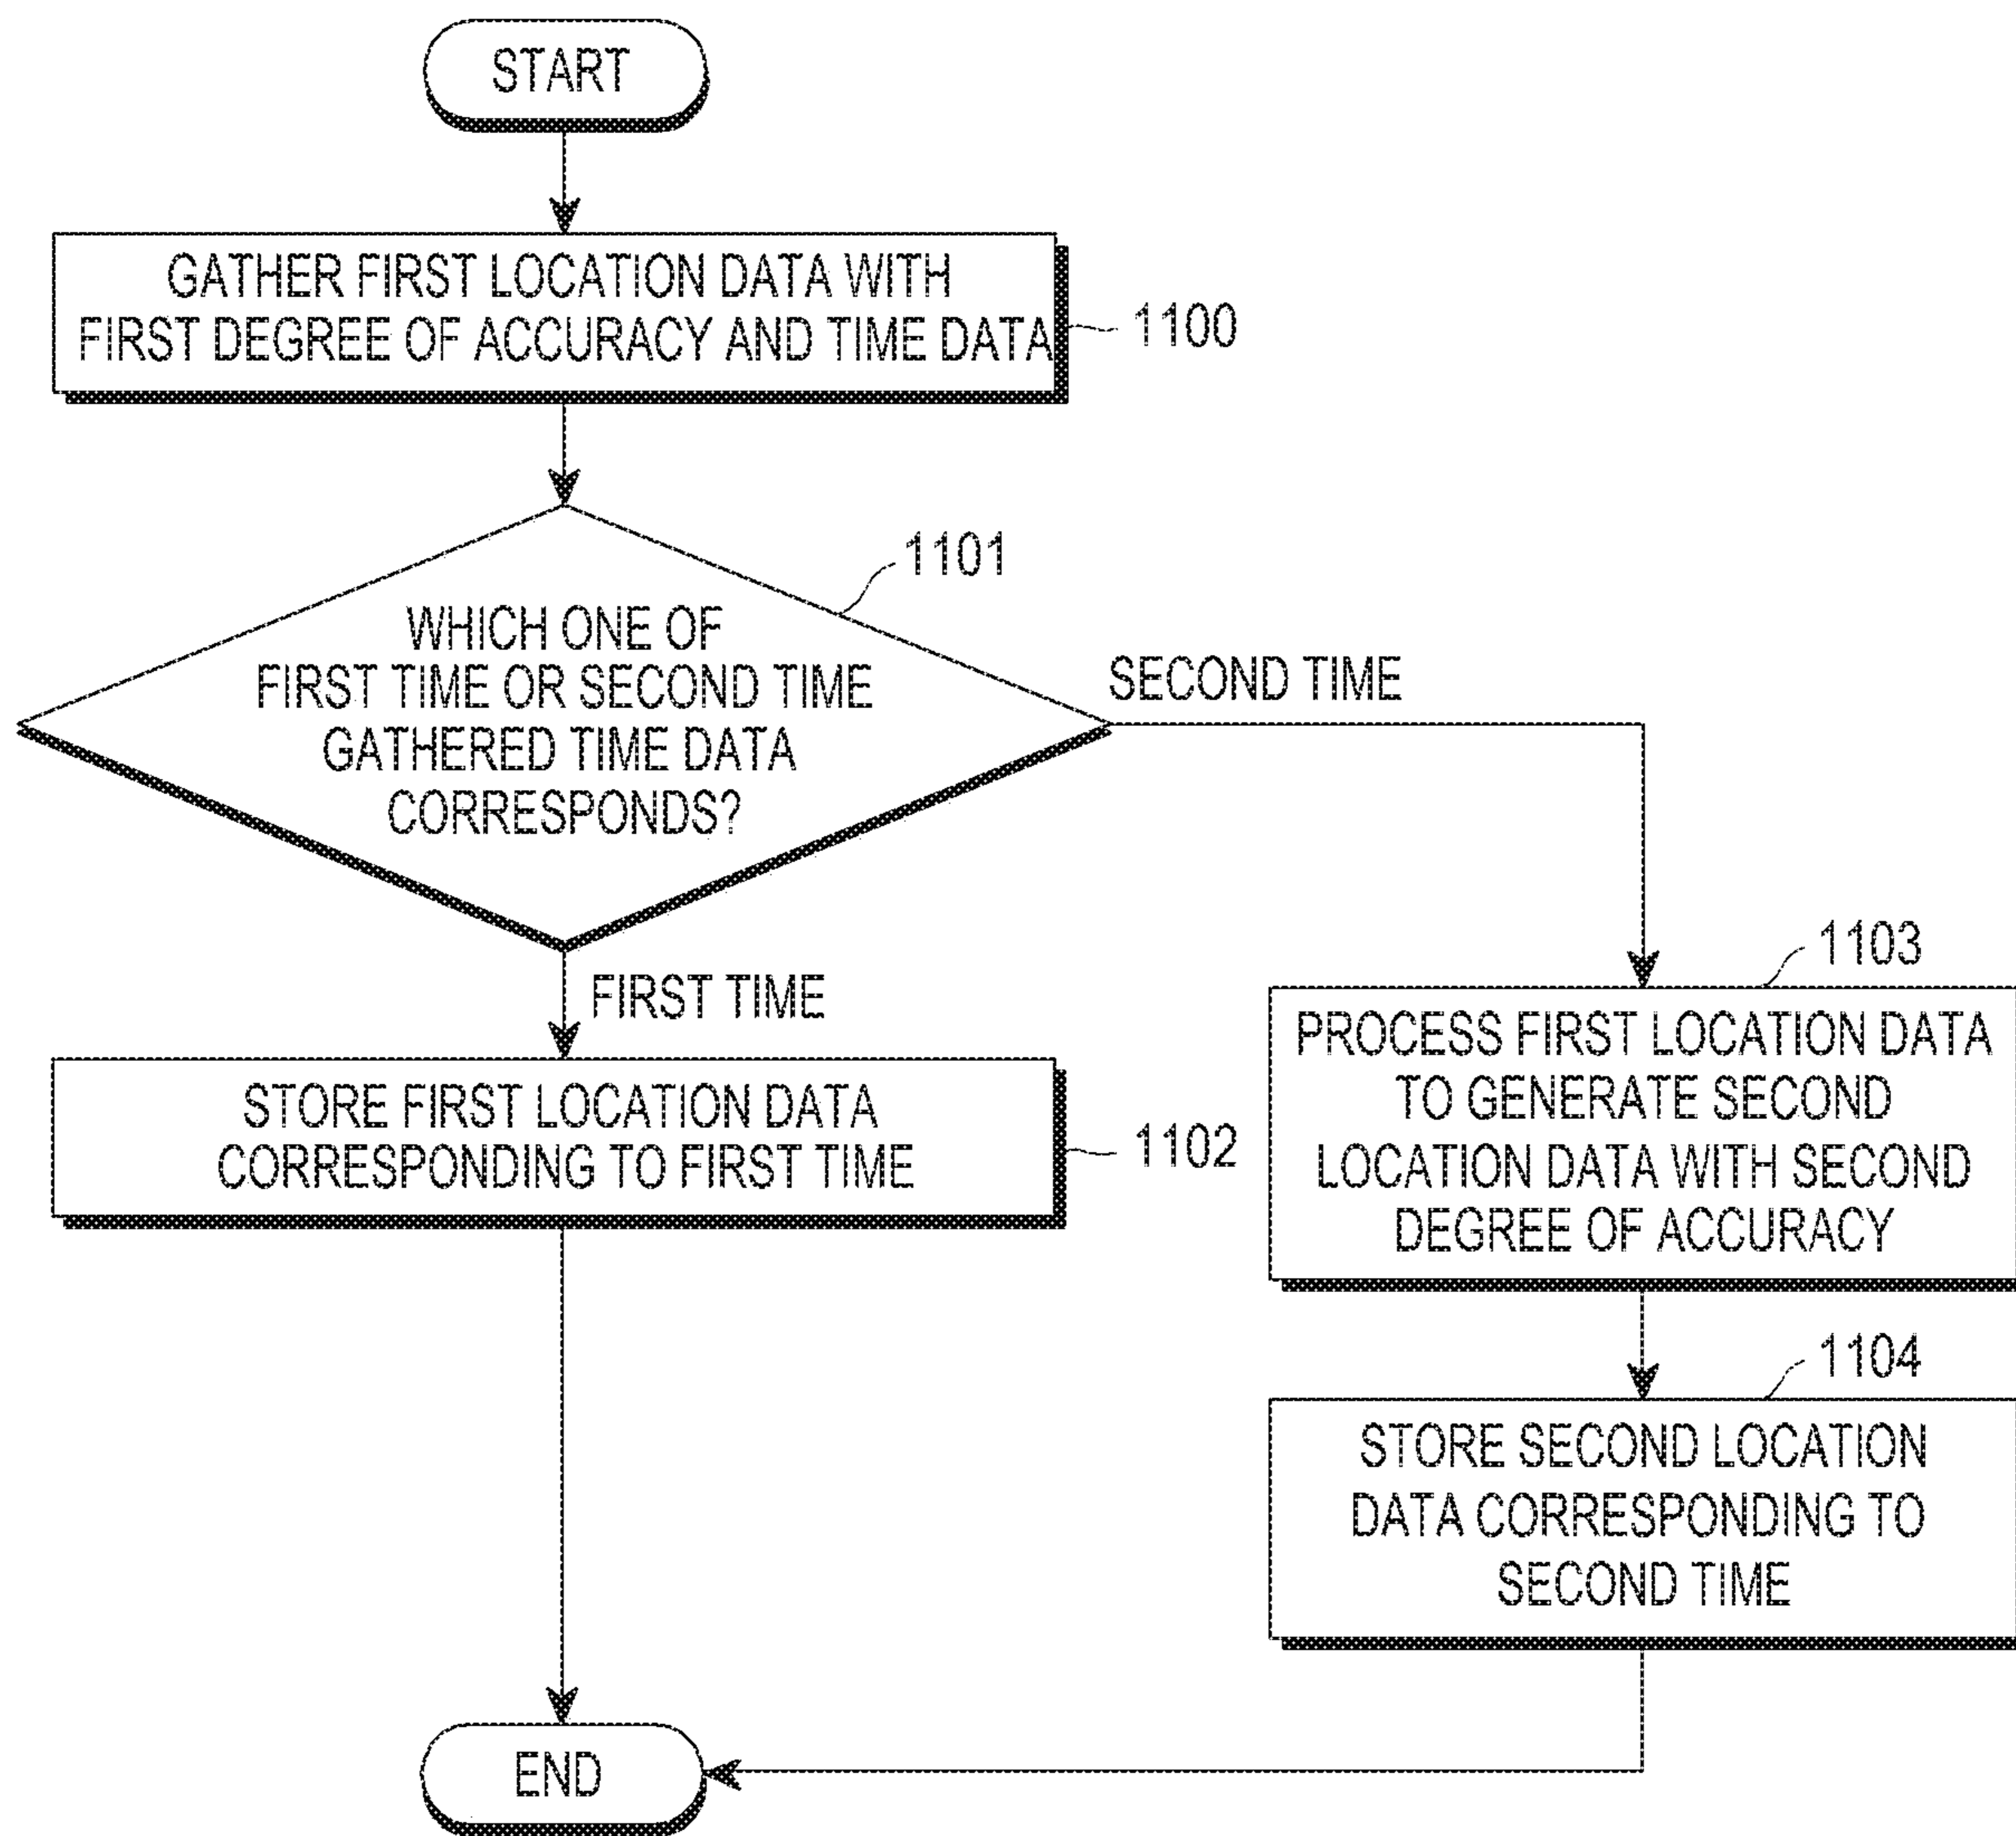 START
GATHER FIRST LOCATION DATA WITH
FIRST DEGREE OF ACCURACY AND TIME DATA
1100
1101
WHICH ONE OF
FIRST TIME OR SECOND TIME
GATHERED TIME DATA
CORRESPONDS?
SECOND TIME
FIRST TIME
STORE FIRST LOCATION DATA
CORRESPONDING TO FIRST TIME
1102
1103
PROCESS FIRST LOCATION DATA
TO GENERATE SECOND
LOCATION DATA WITH SECOND
DEGREE OF ACCURACY
1104
STORE SECOND LOCATION
DATA CORRESPONDING TO
SECOND TIME
END